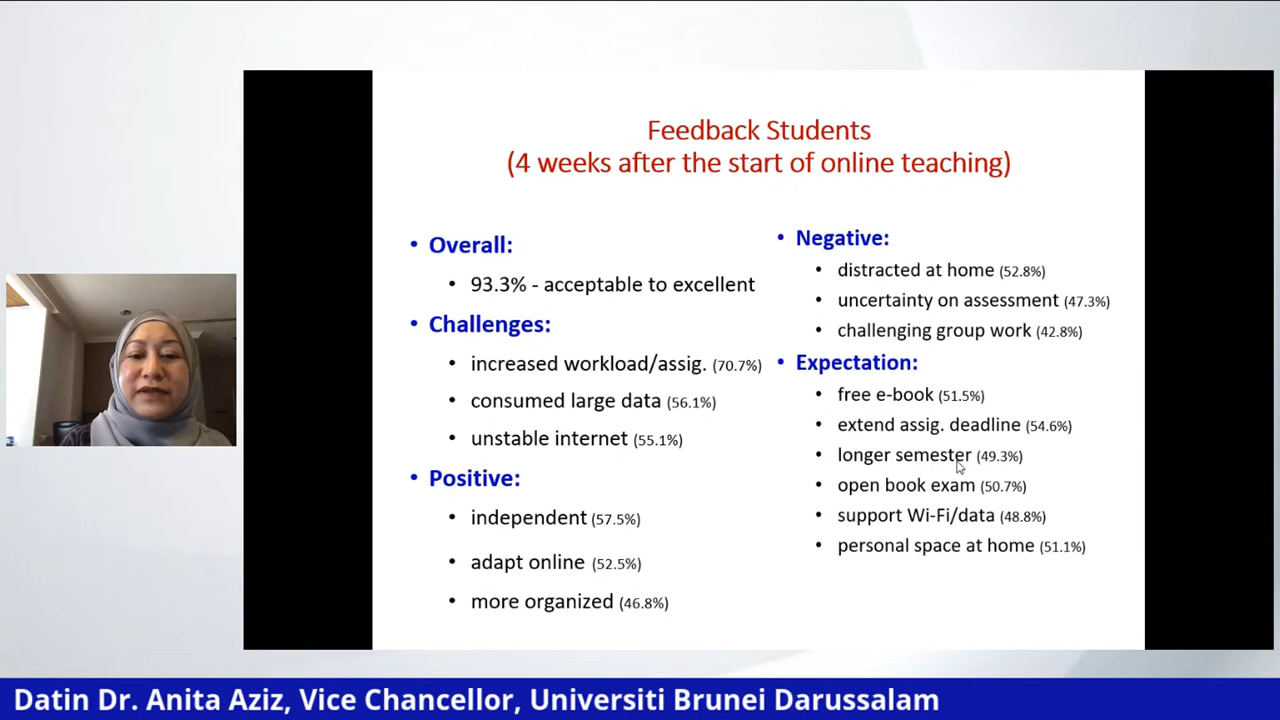 Feedback Students
(4 weeks after the start of online teaching)
• Overall:
• 93.3% - acceptable to excellent
• Challenges:
• increased workload/assig. (70.7%)
• consumed large data (56.1%)
• unstable internet (55.1%)
• Positive:
• independent (57.5%)
• adapt online (52.5%)
• more organized (46.8%)
• Negative:
• distracted at home (52.8%)
• uncertainty on assessment (47.3%)
• challenging group work (42.8%)
• Expectation:
• free e-book (51.5%)
• extend assig. deadline (54.6%)
• longer semester (49.3%)
• open book exam (50.7%)
• support Wi-Fi/data (48.8%)
• personal space at home (51.1%)
Datin Dr. Anita Aziz, Vice Chancellor, Universiti Brunei Darussalam